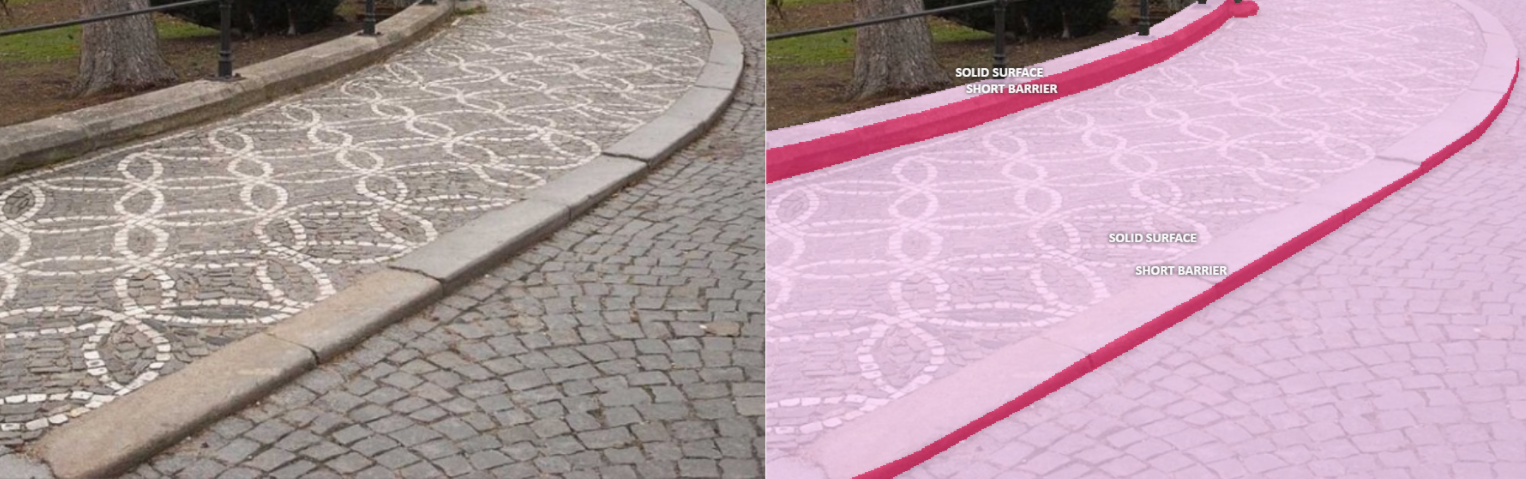 SOLID SURFACE
SHORT BARRIER
SOLID SURFACE
SHORT BARRIER